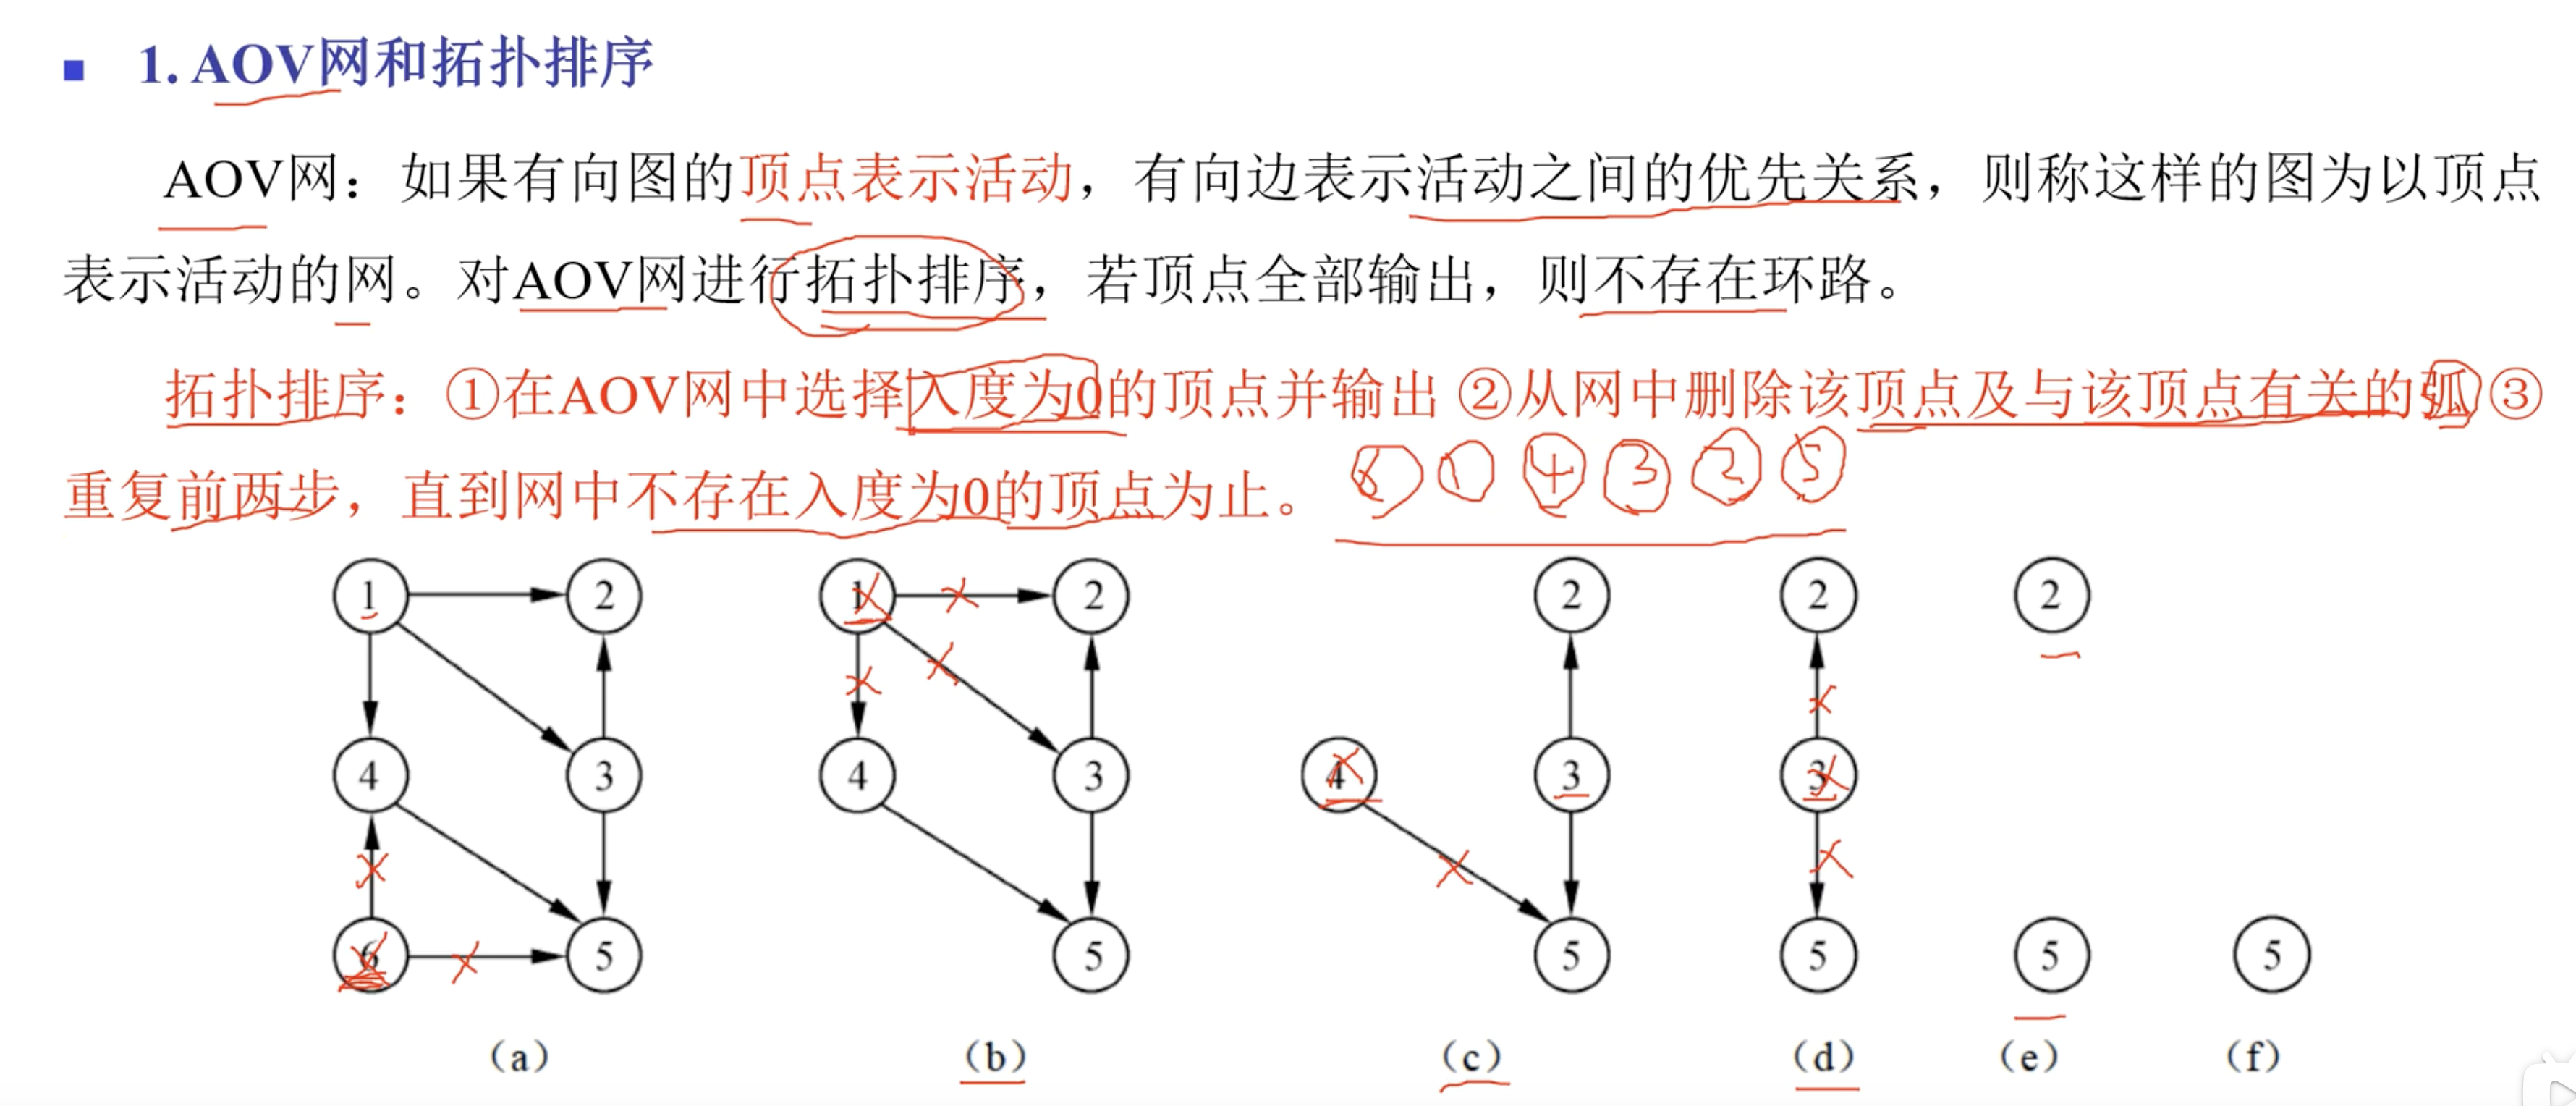 1. AOV网和拓扑排序
AOV网：如果有向图的顶点表示活动，有向边表示活动之间的优先关系，则称这样的图为以顶点
表示活动的网。对AOV网进行拓扑排序，若顶点全部输出，则不存在环路。
拓扑排序：①在AOV网中选择入度为0的顶点并输出 ②从网中删除该顶点及与该顶点有关的弧③
重复前两步，直到网中不存在入度为0的顶点为止。 ⑥ ① ④ ③ ② ⑤
1 2 1 2 2 2 2
4 3 4 3 4 3 3
6 5 5 5 5 5 5
（a） （b） （c） （d） （e） （f）